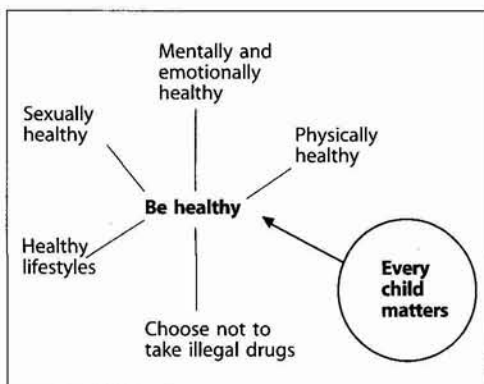 Mentally and
emotionally
healthy
Sexually
healthy
Physically
healthy
Be healthy
Healthy
lifestyles
Every
child
matters
Choose not to
take illegal drugs